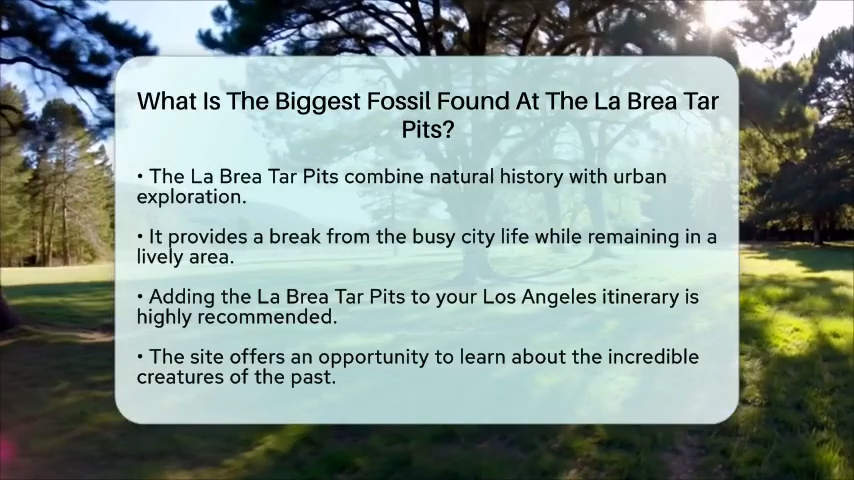 What Is The Biggest Fossil Found At The La Brea Tar
Pits?
• The La Brea Tar Pits combine natural history with urban
exploration.
• It provides a break from the busy city life while remaining in a
lively area.
• Adding the La Brea Tar Pits to your Los Angeles itinerary is
highly recommended.
• The site offers an opportunity to learn about the incredible
creatures of the past.